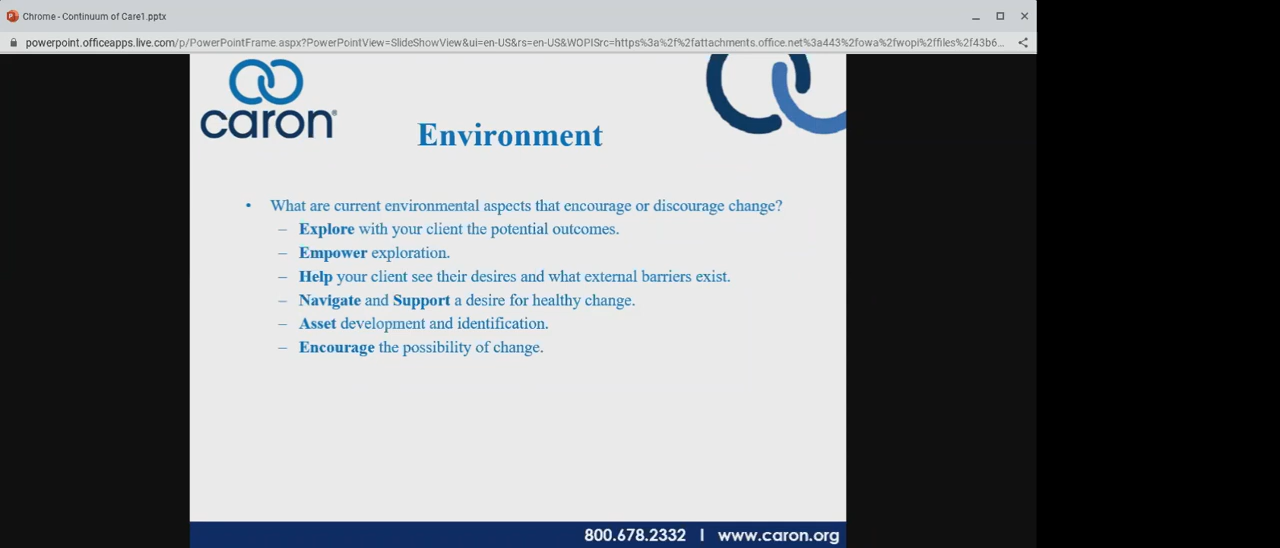 Chrome - Continuum of Care1.pptx
powerpoint.officeapps.live.com/p/PowerPointFrame.aspx?PowerPointView=SlideShowView&ui=en-US&rs=en-US&WOPISrc=https%3a%2f%2fattachments.office.net%3a443%2fowa%2fwopi%2ffiles%2f43b6...
caron®
Environment
• What are current environmental aspects that encourage or discourage change?
– Explore with your client the potential outcomes.
– Empower exploration.
– Help your client see their desires and what external barriers exist.
– Navigate and Support a desire for healthy change.
– Asset development and identification.
– Encourage the possibility of change.
800.678.2332 | www.caron.org